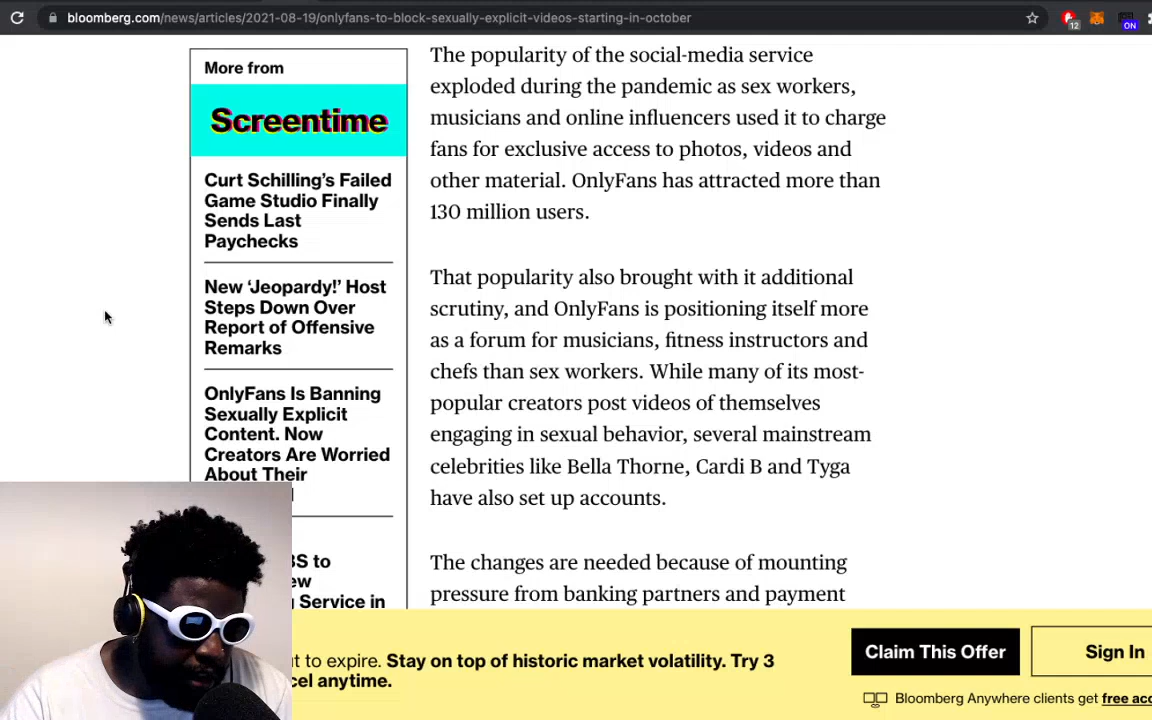 bloomberg.com/news/articles/2021-08-19/onlyfans-to-block-sexually-explicit-videos-starting-in-october
12
ON
More from
Screentime
Curt Schilling’s Failed
Game Studio Finally
Sends Last
Paychecks
New ‘Jeopardy!’ Host
Steps Down Over
Report of Offensive
Remarks
OnlyFans Is Banning
Sexually Explicit
Content. Now
Creators Are Worried
About Their
S to
ew
Service in
The popularity of the social-media service
exploded during the pandemic as sex workers,
musicians and online influencers used it to charge
fans for exclusive access to photos, videos and
other material. OnlyFans has attracted more than
130 million users.
That popularity also brought with it additional
scrutiny, and OnlyFans is positioning itself more
as a forum for musicians, fitness instructors and
chefs than sex workers. While many of its most-
popular creators post videos of themselves
engaging in sexual behavior, several mainstream
celebrities like Bella Thorne, Cardi B and Tyga
have also set up accounts.
The changes are needed because of mounting
pressure from banking partners and payment
t to expire. Stay on top of historic market volatility. Try 3
cel anytime.
Claim This Offer
Sign In
Bloomberg Anywhere clients get free acc